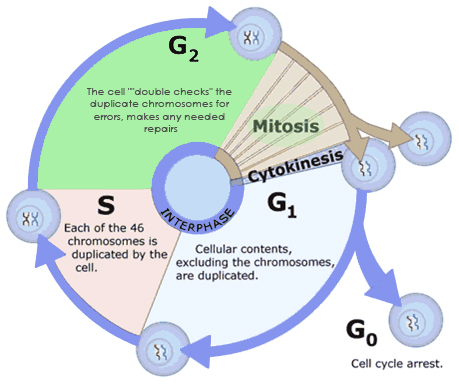 G2
The cell ""double checks" the
duplicate chromosomes for
errors, makes any needed
repairs
Mitosis
Cytokinesis
INTERPHASE
S
Each of the 46
chromosomes is
duplicated by the
cell.
G1
Cellular contents,
excluding the chromosomes,
are duplicated.
G0
Cell cycle arrest.